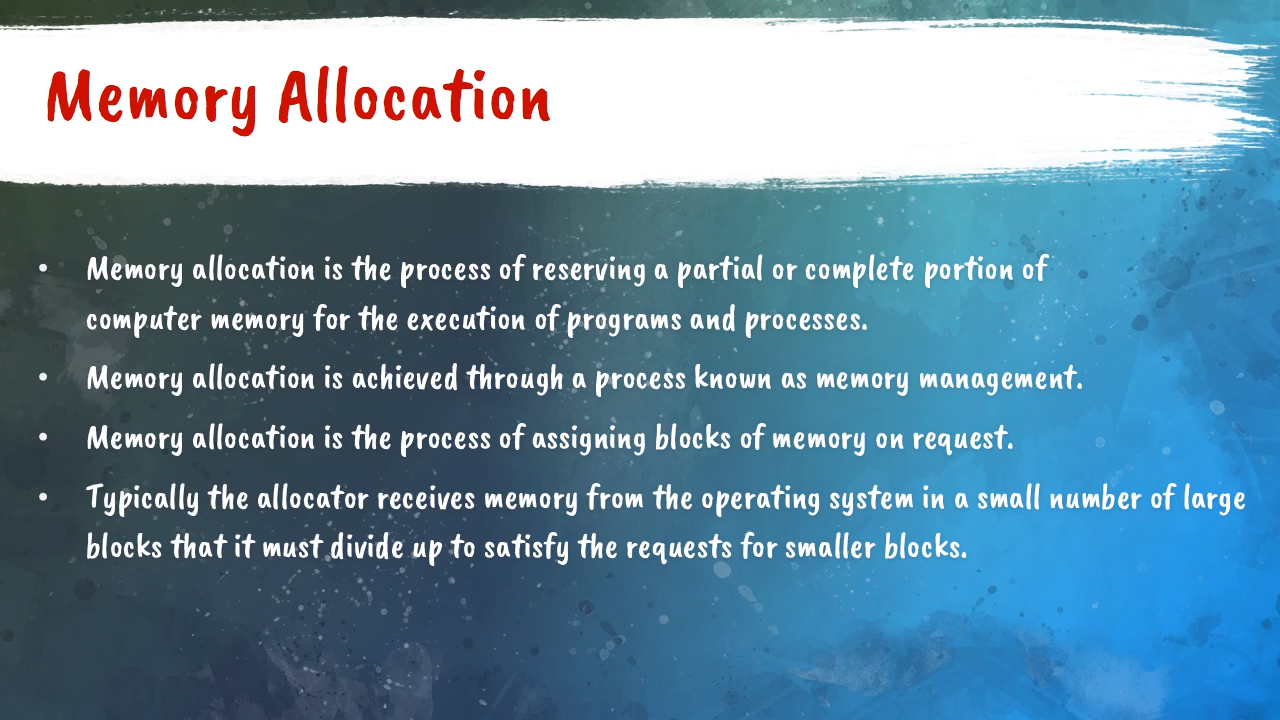 Memory Allocation
• Memory allocation is the process of reserving a partial or complete portion of
computer memory for the execution of programs and processes.
• Memory allocation is achieved through a process known as memory management.
• Memory allocation is the process of assigning blocks of memory on request.
• Typically the allocator receives memory from the operating system in a small number of large
blocks that it must divide up to satisfy the requests for smaller blocks.